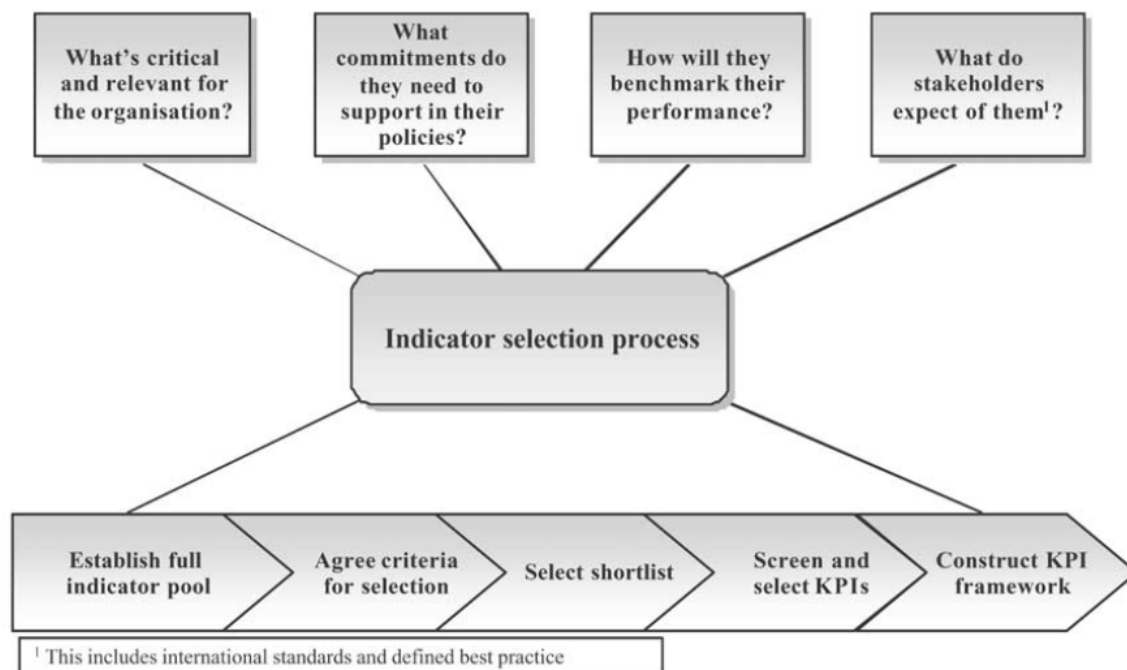 What's critical
and relevant for
the organisation?
What
commitments do
they need to
support in their
policies?
How will they
benchmark their
performance?
What do
stakeholders
expect of them¹?
Indicator selection process
Establish full
indicator pool
Agree criteria
for selection
Select shortlist
Screen and
select KPIs
Construct KPI
framework
¹ This includes international standards and defined best practice